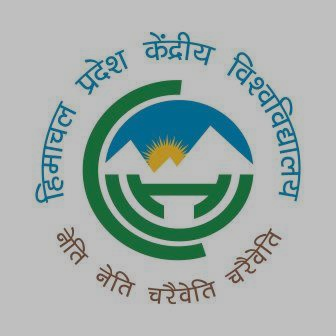 हिमाचल प्रदेश केंद्रीय विश्वविद्यालय
नेति नेति चरैवेति चरैवेति